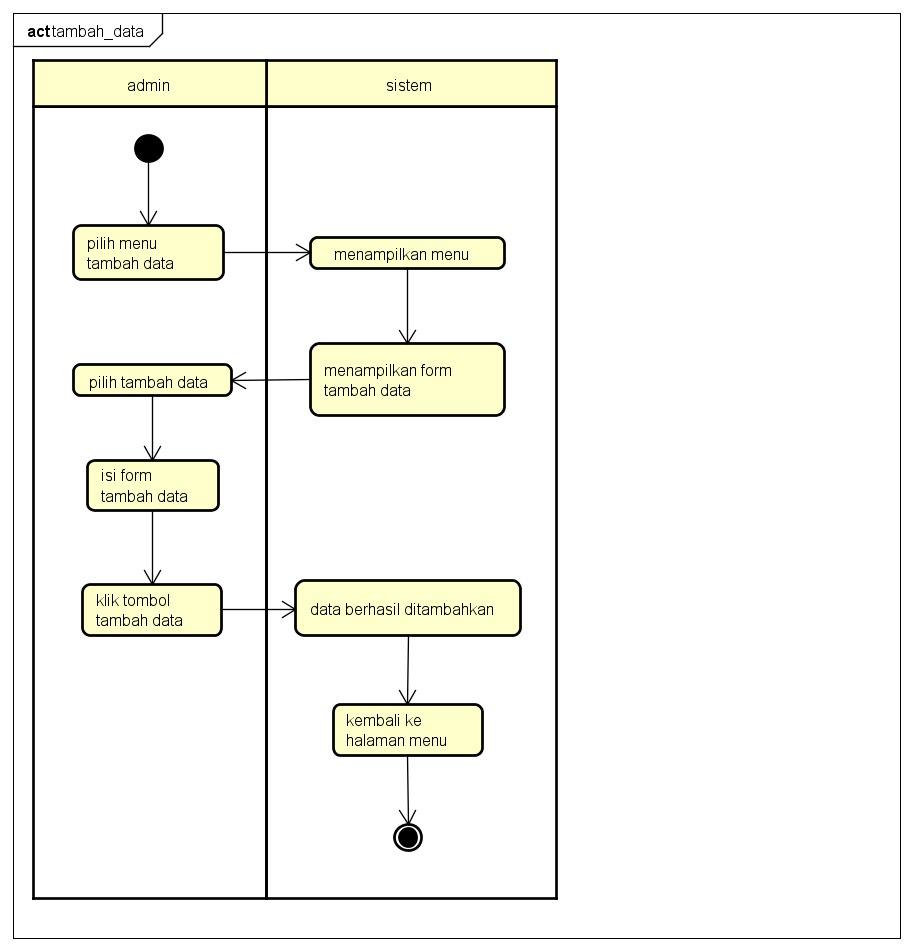 act tambah_data
admin
sistem
pilih menu
tambah data
menampilkan menu
menampilkan form
tambah data
pilih tambah data
isi form
tambah data
klik tombol
tambah data
data berhasil ditambahkan
kembali ke
halaman menu